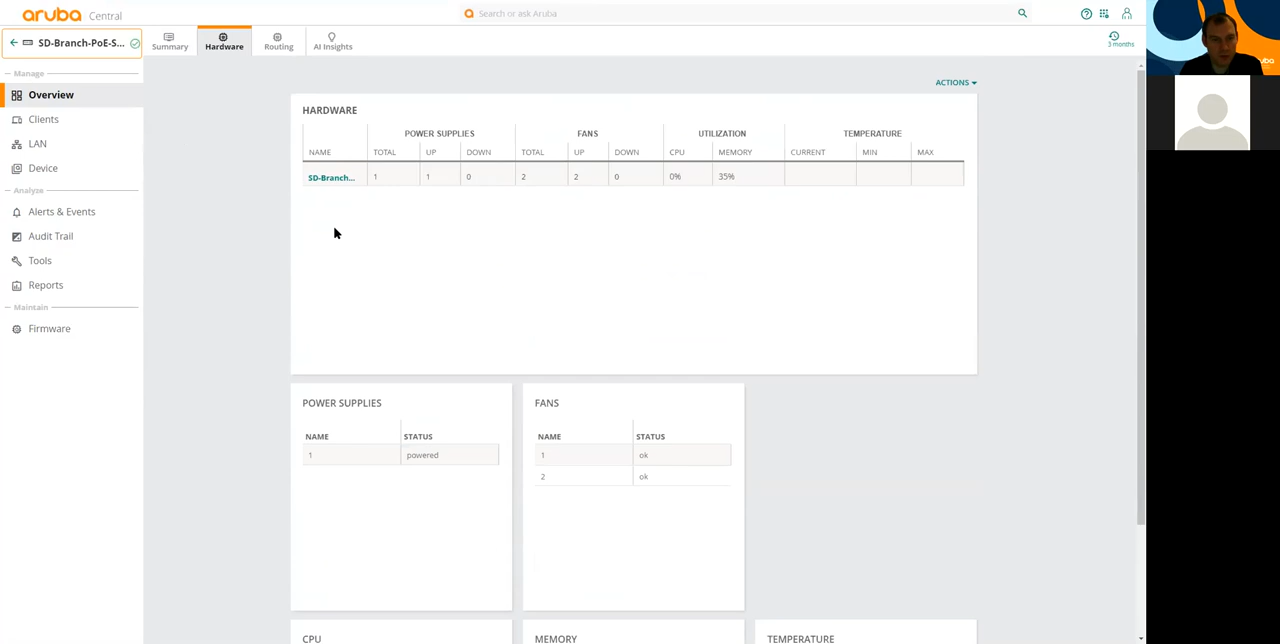 aruba Central
Search or ask Aruba
SD-Branch-PoE-S...
Summary
Hardware
Routing
AI Insights
3 months
Manage
Overview
Clients
LAN
Device
Analyze
Alerts & Events
Audit Trail
Tools
Reports
Maintain
Firmware
ACTIONS
HARDWARE
POWER SUPPLIES FANS UTILIZATION TEMPERATURE
NAME TOTAL UP DOWN TOTAL UP DOWN CPU MEMORY CURRENT MIN MAX
SD-Branch... 1 1 0 2 2 0 0% 35%
POWER SUPPLIES
NAME STATUS
1 powered
FANS
NAME STATUS
1 ok
2 ok
CPU
MEMORY
TEMPERATURE